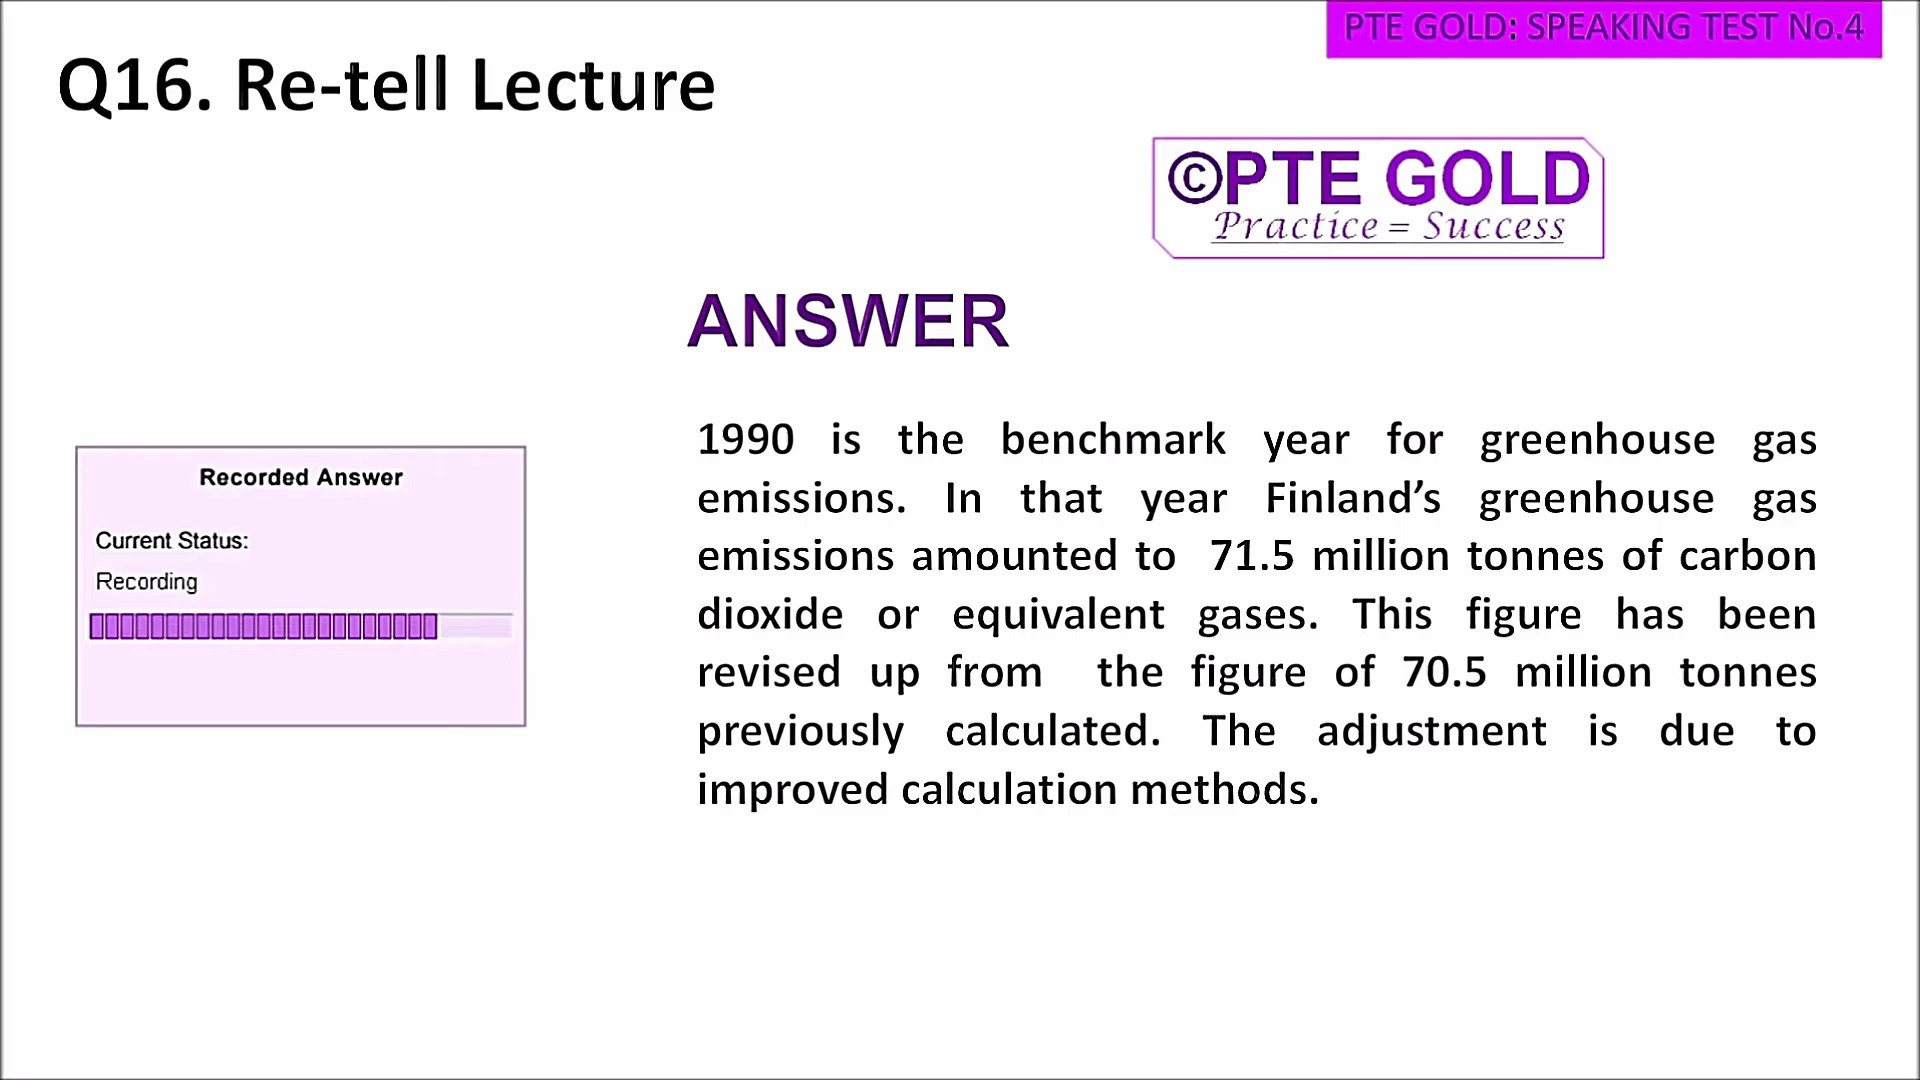 PTE GOLD: SPEAKING TEST No.4
Q16. Re-tell Lecture
©PTE GOLD
Practice = Success
ANSWER
1990 is the benchmark year for greenhouse gas
emissions. In that year Finland’s greenhouse gas
emissions amounted to 71.5 million tonnes of carbon
dioxide or equivalent gases. This figure has been
revised up from the figure of 70.5 million tonnes
previously calculated. The adjustment is due to
improved calculation methods.
Recorded Answer
Current Status:
Recording